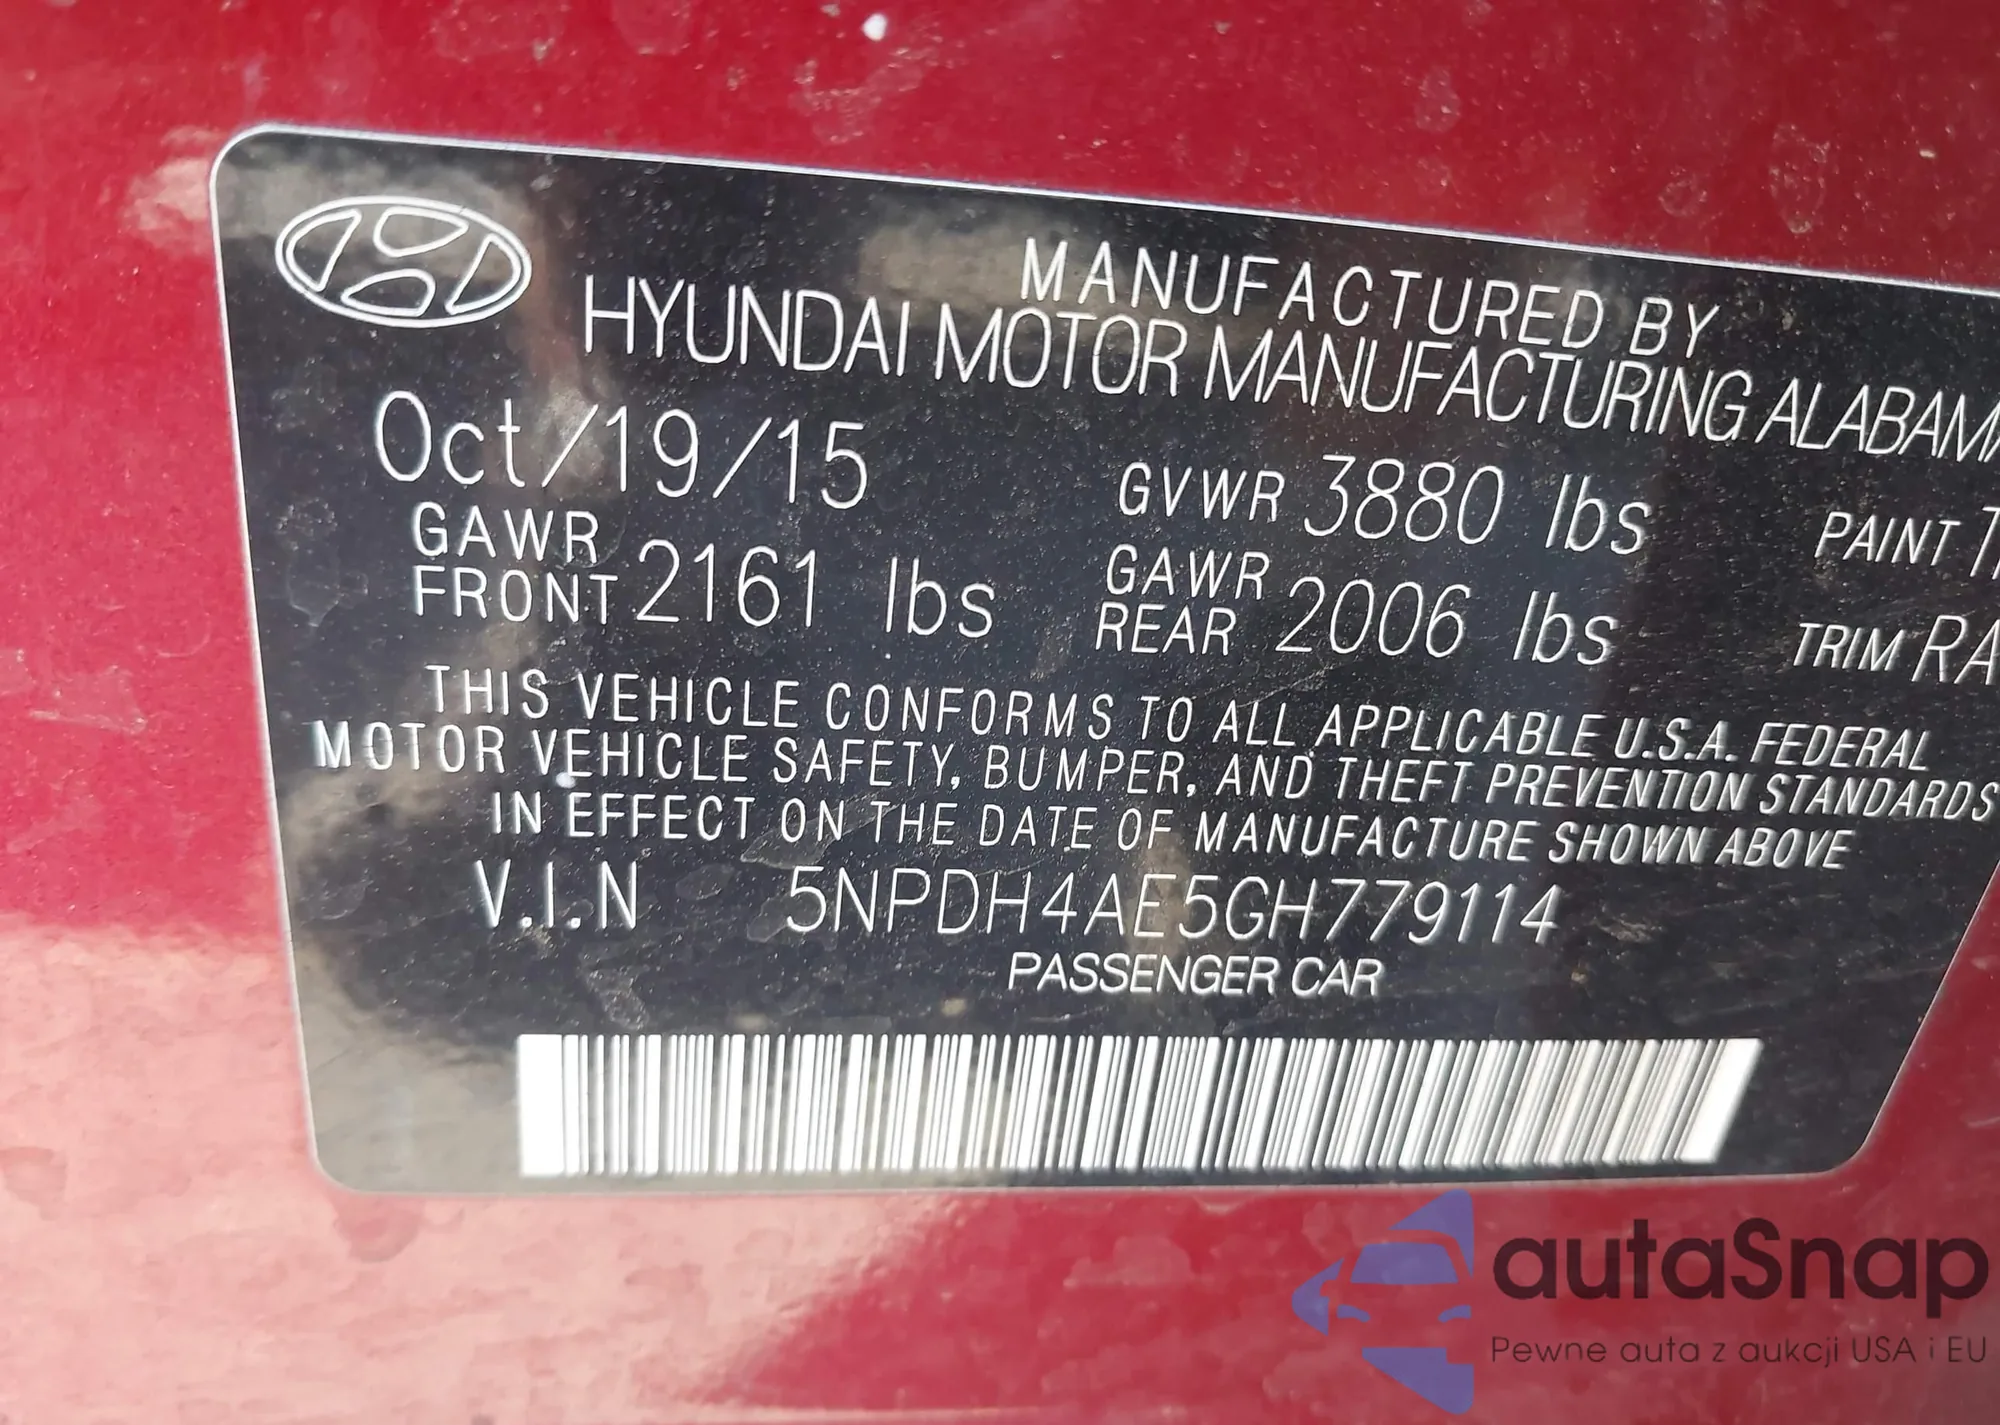 MANUFACTURED BY
HYUNDAI MOTOR MANUFACTURING ALABAMA
Oct/19/15
GVWR 3880 lbs
PAINT
GAWR
FRONT 2161 lbs
GAWR
REAR 2006 lbs
TRIM RA
THIS VEHICLE CONFORMS TO ALL APPLICABLE U.S.A. FEDERAL
MOTOR VEHICLE SAFETY, BUMPER, AND THEFT PREVENTION STANDARDS
IN EFFECT ON THE DATE OF MANUFACTURE SHOWN ABOVE
V.I.N 5NPDH4AE5GH779114
PASSENGER CAR
autaSnap
Pewne auta z aukcji USA i EU